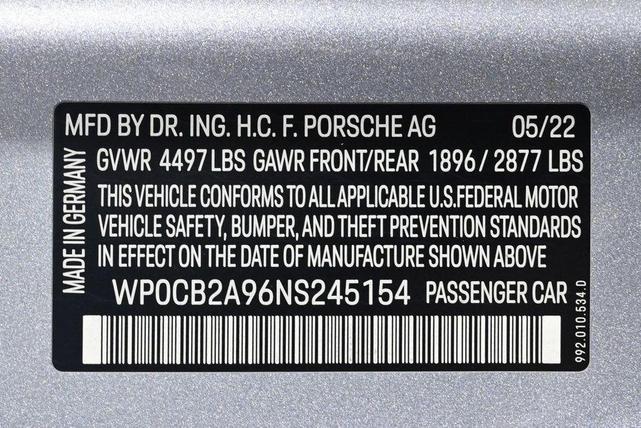 MFD BY DR. ING. H.C. F. PORSCHE AG 05/22
GVWR 4497 LBS GAWR FRONT/REAR 1896 / 2877 LBS
THIS VEHICLE CONFORMS TO ALL APPLICABLE U.S.FEDERAL MOTOR
VEHICLE SAFETY, BUMPER, AND THEFT PREVENTION STANDARDS
IN EFFECT ON THE DATE OF MANUFACTURE SHOWN ABOVE
WP0CB2A96NS245154 PASSENGER CAR
MADE IN GERMANY
992.010.534.D